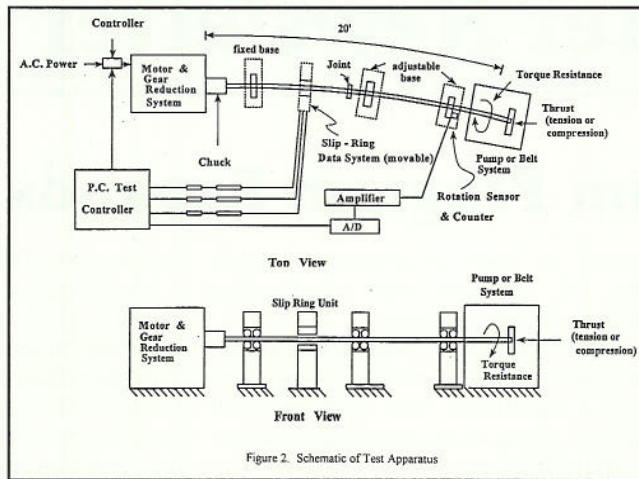 Controller
A.C. Power
Motor &
Gear
Reduction
System
20'
fixed base
Joint
adjustable
base
Torque Resistance
Thrust
(tension or
compression)
Chuck
Slip - Ring
Data System (movable)
Pump or Belt
System
Rotation Sensor
& Counter
P.C. Test
Controller
Amplifier
A/D
Top View
Slip Ring Unit
Pump or Belt
System
Motor &
Gear
Reduction
System
Thrust
(tension or
compression)
Torque
Resistance
Front View
Figure 2. Schematic of Test Apparatus